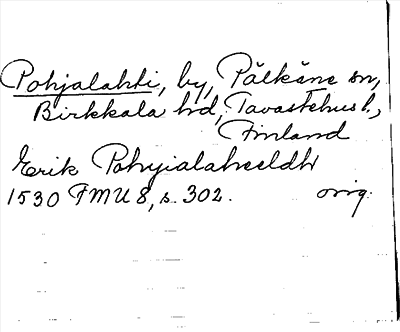 Pohjalahti, by, Pälkäne sn,
Birkkala hd, Tavastehus l.,
Finland
Erik Pohyialaheeldh
1530 FMU 8, s. 302. orig.